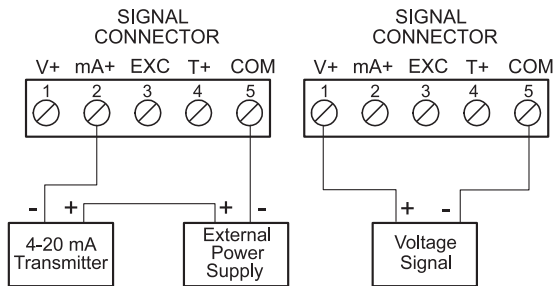 SIGNAL
CONNECTOR
V+ mA+ EXC T+ COM
1 2 3 4 5
- + + -
4-20 mA
Transmitter
External
Power
Supply
SIGNAL
CONNECTOR
V+ mA+ EXC T+ COM
1 2 3 4 5
+ -
Voltage
Signal